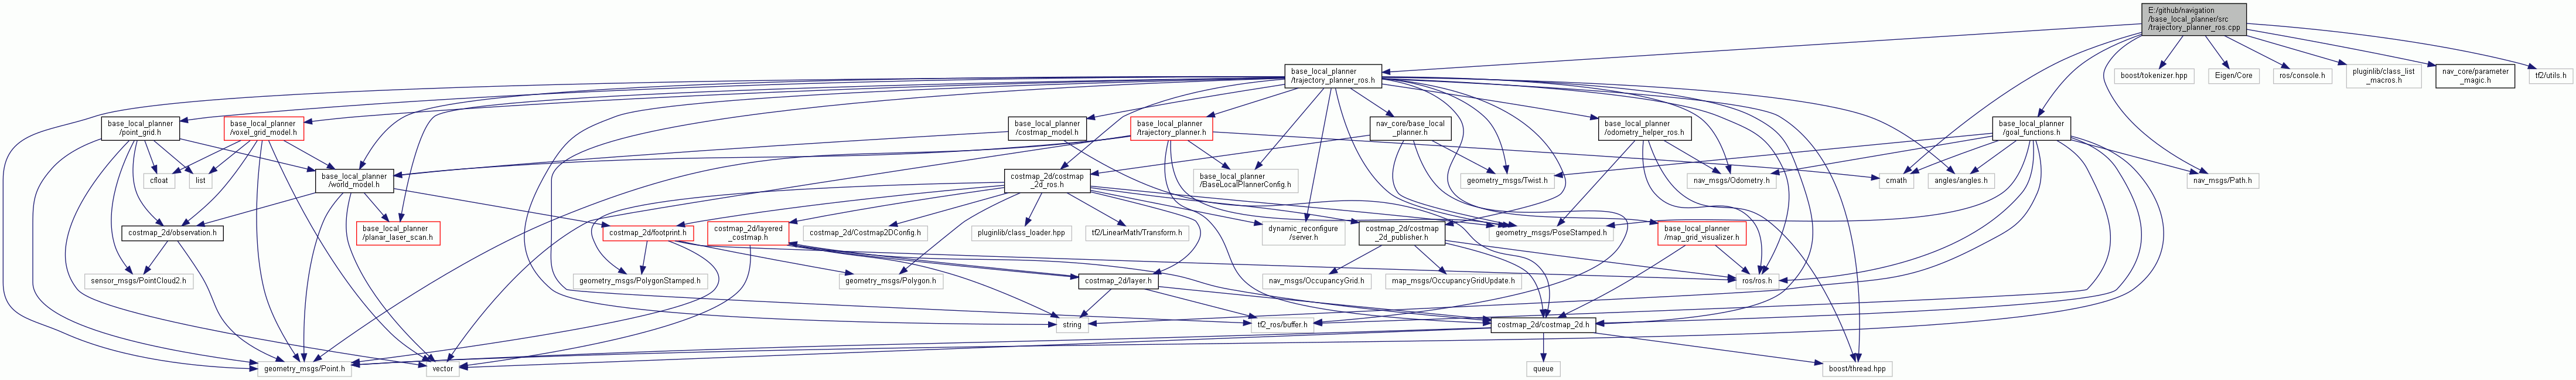 E:/github/navigation
/base_local_planner/src
/trajectory_planner_ros.cpp
base_local_planner
/trajectory_planner_ros.h
boost/tokenizer.hpp
Eigen/Core
ros/console.h
pluginlib/class_list
_macros.h
nav_core/parameter
_magic.h
tf2/utils.h
base_local_planner
/point_grid.h
base_local_planner
/voxel_grid_model.h
base_local_planner
/costmap_model.h
base_local_planner
/trajectory_planner.h
nav_core/base_local
_planner.h
base_local_planner
/odometry_helper_ros.h
base_local_planner
/goal_functions.h
cfloat
list
base_local_planner
/world_model.h
costmap_2d/costmap
_2d_ros.h
base_local_planner
/BaseLocalPlannerConfig.h
geometry_msgs/Twist.h
nav_msgs/Odometry.h
cmath
angles/angles.h
nav_msgs/Path.h
costmap_2d/observation.h
base_local_planner
/planar_laser_scan.h
costmap_2d/footprint.h
costmap_2d/layered
_costmap.h
costmap_2d/Costmap2DConfig.h
pluginlib/class_loader.hpp
tf2/LinearMath/Transform.h
dynamic_reconfigure
/server.h
costmap_2d/costmap
_2d_publisher.h
geometry_msgs/PoseStamped.h
base_local_planner
/map_grid_visualizer.h
sensor_msgs/PointCloud2.h
geometry_msgs/PolygonStamped.h
geometry_msgs/Polygon.h
costmap_2d/layer.h
nav_msgs/OccupancyGrid.h
map_msgs/OccupancyGridUpdate.h
ros/ros.h
string
tf2_ros/buffer.h
costmap_2d/costmap_2d.h
geometry_msgs/Point.h
vector
queue
boost/thread.hpp